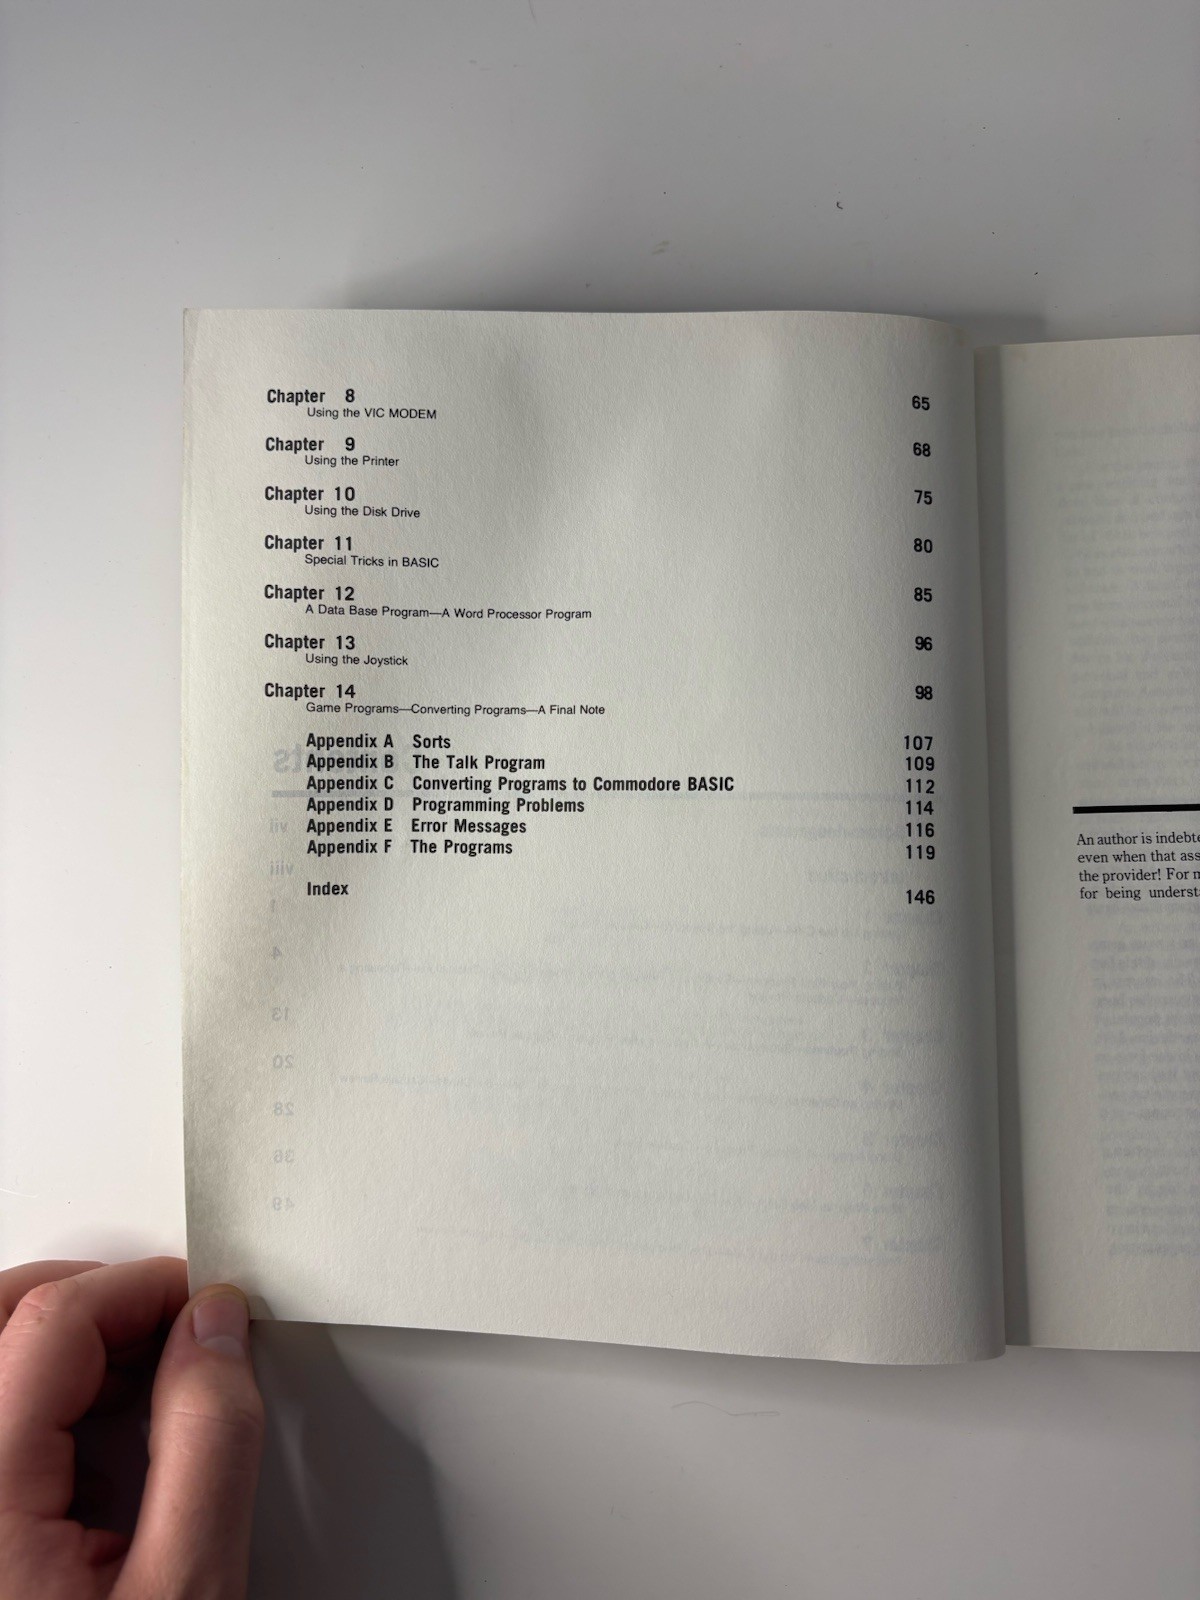 Chapter 8 65
Using the VIC MODEM
Chapter 9 68
Using the Printer
Chapter 10 75
Using the Disk Drive
Chapter 11 80
Special Tricks in BASIC
Chapter 12 85
A Data Base Program—A Word Processor Program
Chapter 13 96
Using the Joystick
Chapter 14 98
Game Programs—Converting Programs—A Final Note
Appendix A Sorts 107
Appendix B The Talk Program 109
Appendix C Converting Programs to Commodore BASIC 112
Appendix D Programming Problems 114
Appendix E Error Messages 116
Appendix F The Programs 119
Index 146
An author is
even when that
the provider! For
for being